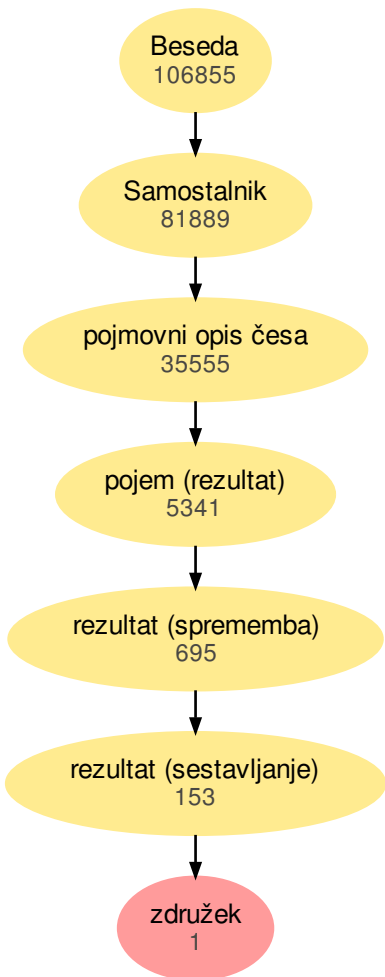 Beseda
106855
Samostalnik
81889
pojmovni opis česa
35555
pojem (rezultat)
5341
rezultat (sprememba)
695
rezultat (sestavljanje)
153
združek
1